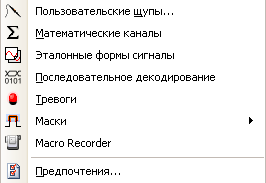 Пользовательские щупы...
Математические каналы
Эталонные формы сигналы
Последовательное декодирование
Тревоги
Маски
Macro Recorder
Предпочтения...